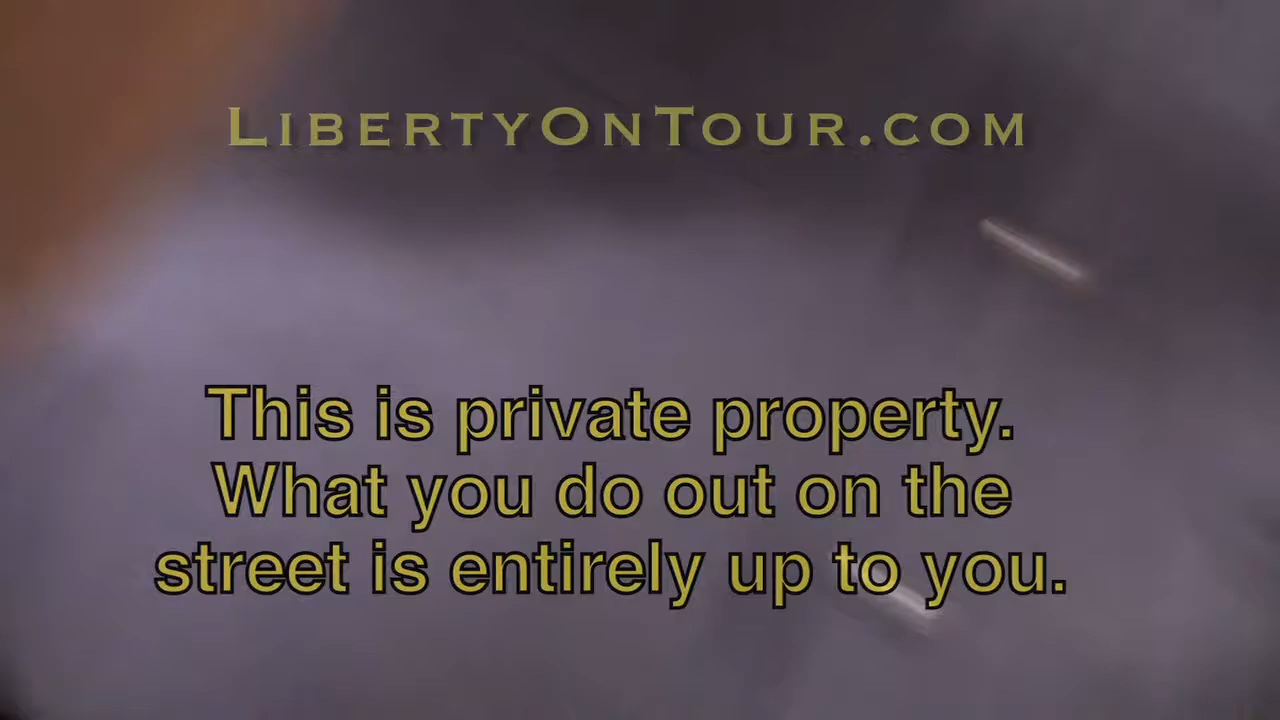 LibertyOnTour.com
This is private property.
What you do out on the
street is entirely up to you.